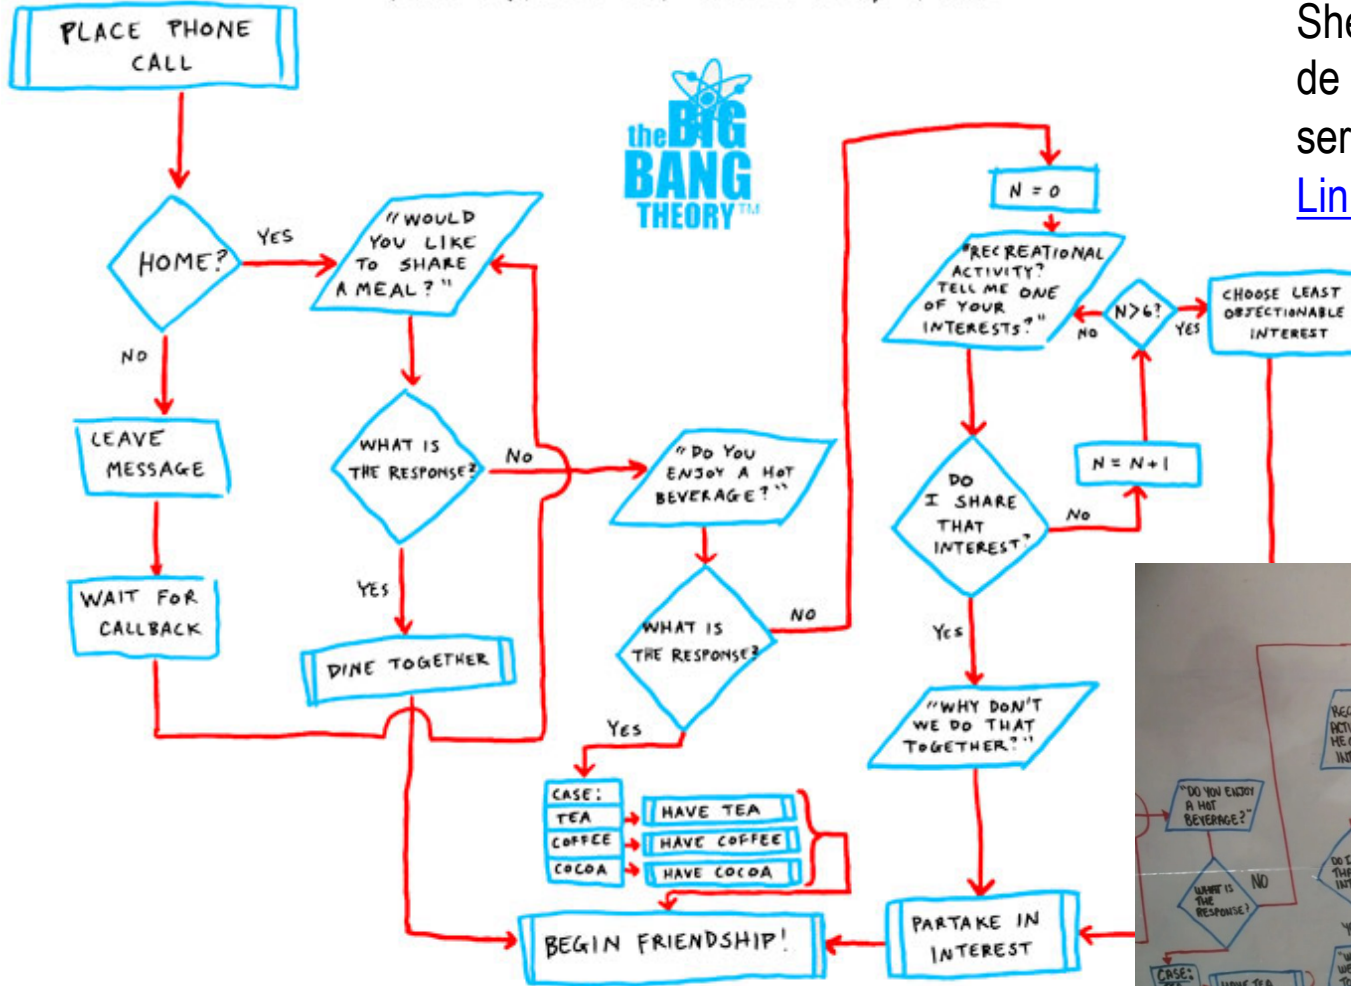 PLACE PHONE
CALL
the BIG
BANG
THEORY™
de
HOME?
YES
NO
"WOULD
YOU LIKE
TO SHARE
A MEAL?"
LEAVE
MESSAGE
WAIT FOR
CALLBACK
WHAT IS
THE RESPONSE?
NO
YES
DINE TOGETHER
"DO YOU
ENJOY A HOT
BEVERAGE?"
WHAT IS
THE RESPONSE?
NO
YES
CASE:
TEA
HAVE TEA
COFFEE
HAVE COFFEE
COCOA
HAVE COCOA
BEGIN FRIENDSHIP!
N = 0
"RECREATIONAL
ACTIVITY?
TELL ME ONE
OF YOUR
INTERESTS?"
N>6?
NO
YES
CHOOSE LEAST
OBJECTIONABLE
INTEREST
N = N+1
DO
I SHARE
THAT
INTEREST?
NO
YES
"WHY DON'T
WE DO THAT
TOGETHER?"
PARTAKE IN
INTEREST
"DO YOU ENJOY
A HOT
BEVERAGE?"
WHAT IS
THE
RESPONSE?
NO
CASE:
HAVE TEA